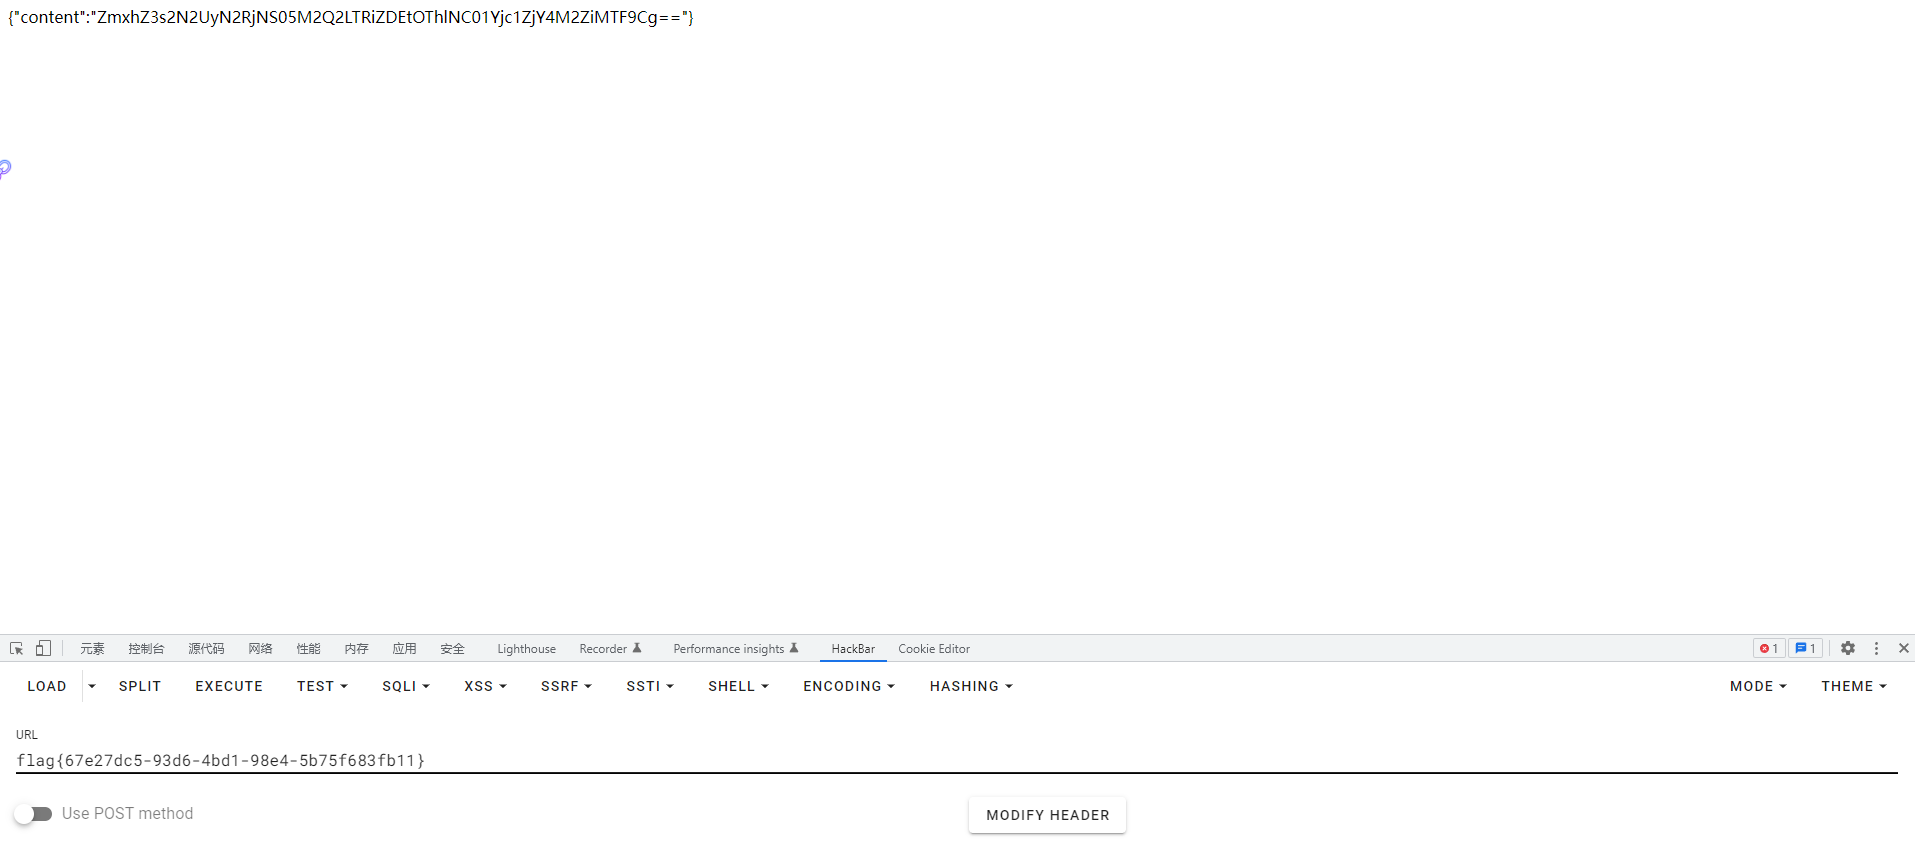 {"content":"ZmxhZ3s2N2UyN2RjNS05M2Q2LTRiZDEtOThlNC01Yjc1ZjY4M2ZiMTF9Cg=="}
元素 控制台 源代码 网络 性能 内存 应用 安全 Lighthouse Recorder Performance insights HackBar Cookie Editor 1 1
LOAD SPLIT EXECUTE TEST SQLI XSS SSRF SSTI SHELL ENCODING HASHING MODE THEME
URL
flag{67e27dc5-93d6-4bd1-98e4-5b75f683fb11}
Use POST method MODIFY HEADER